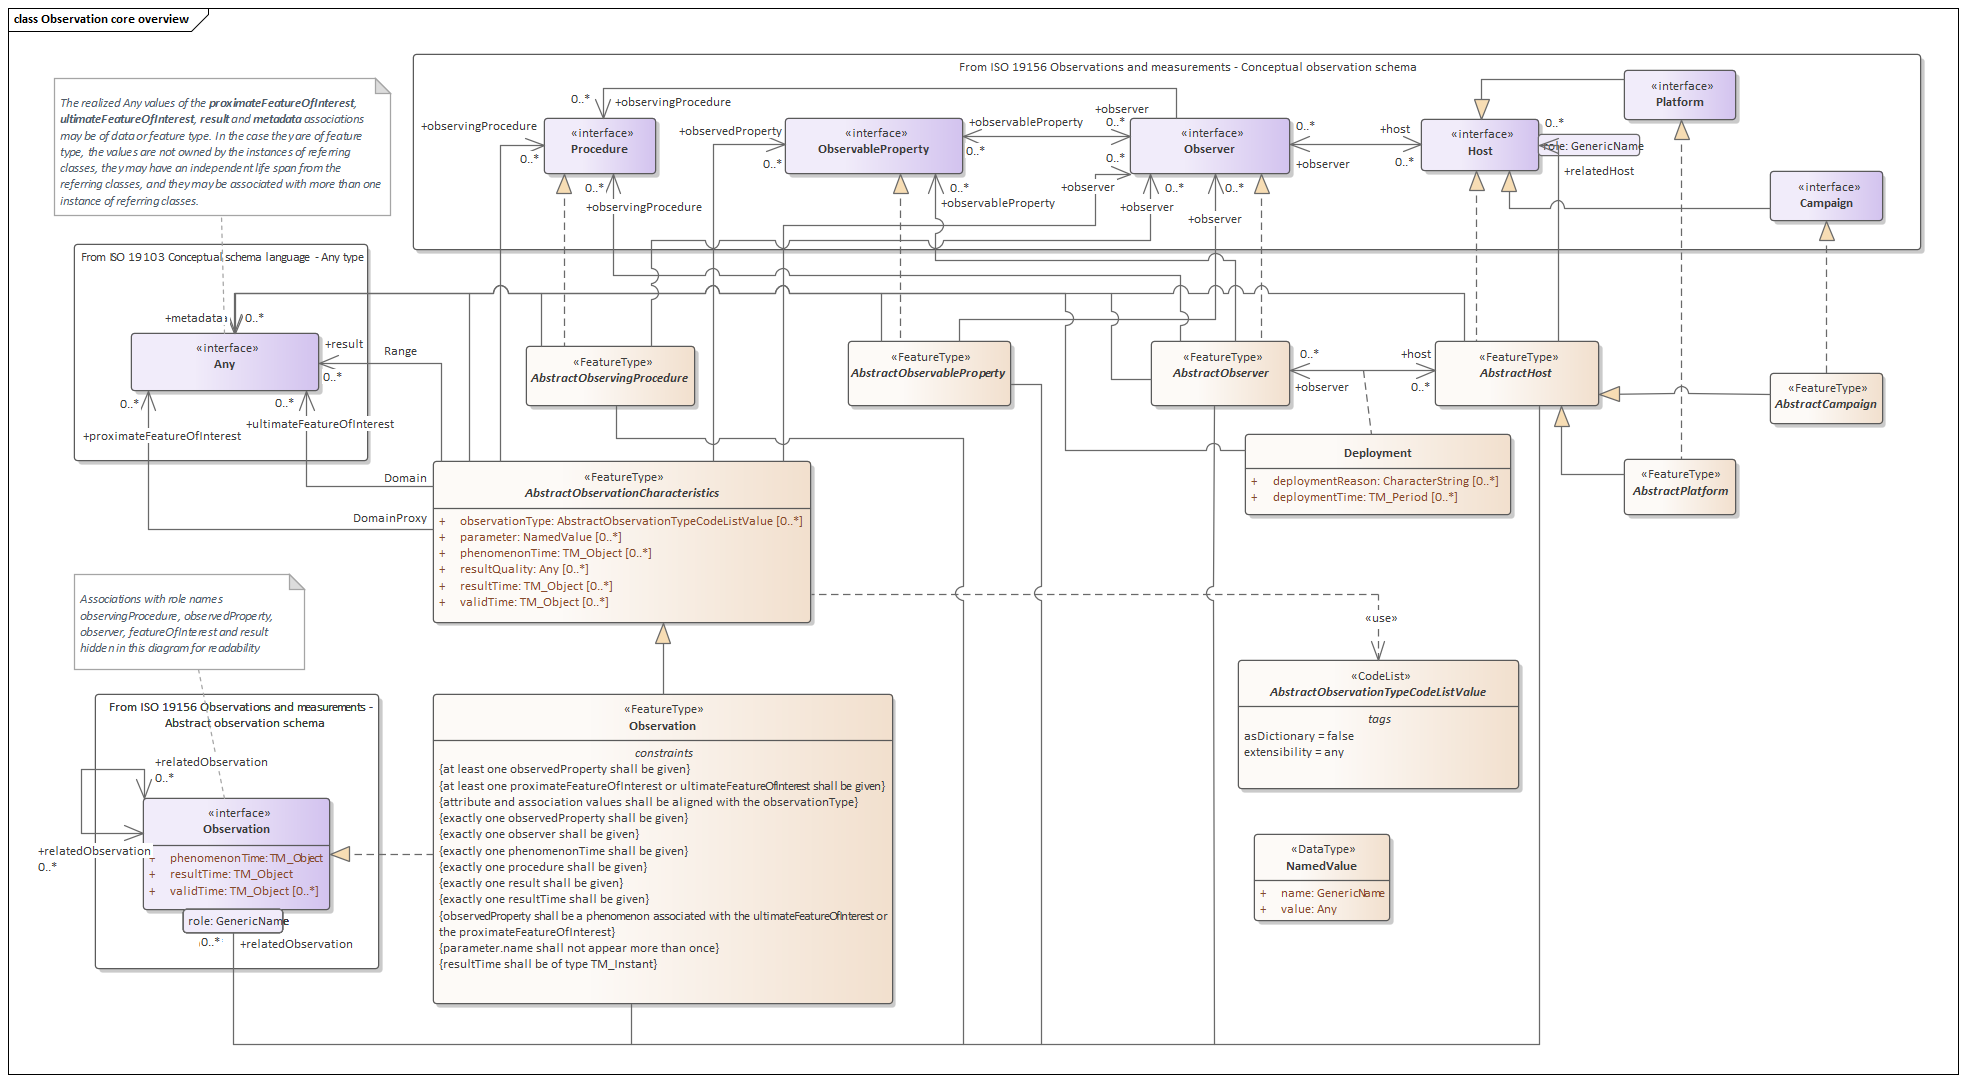 class Observation core overview
The realized Any values of the proximateFeatureOfInterest,
ultimateFeatureOfInterest, result and metadata associations
may be of data or feature type. In the case they are of feature
type, the values are not owned by the instances of referring
classes, they may have an independent life span from the
referring classes, and they may be associated with more than one
instance of referring classes.
From ISO 19156 Observations and measurements - Conceptual observation schema
«interface»
Platform
0..*
+observingProcedure
+observer
+observingProcedure
«interface»
Procedure
0..*
+observedProperty
0..*
«interface»
ObservableProperty
+observableProperty
0..*
0..*
0..*
+observer
«interface»
Observer
0..*
+observer
+host
0..*
«interface»
Host
0..*
role: GenericName
+relatedHost
«interface»
Campaign
0..*
+observingProcedure
0..*
+observableProperty
0..*
+observer
0..*
+observer
From ISO 19103 Conceptual schema language - Any type
+metadata
0..*
«interface»
Any
+result
0..*
Range
0..*
+proximateFeatureOfInterest
0..*
+ultimateFeatureOfInterest
Domain
DomainProxy
«FeatureType»
AbstractObservingProcedure
«FeatureType»
AbstractObservableProperty
«FeatureType»
AbstractObserver
0..*
+observer
+host
0..*
«FeatureType»
AbstractHost
«FeatureType»
AbstractCampaign
Deployment
+ deploymentReason: CharacterString [0..*]
+ deploymentTime: TM_Period [0..*]
«FeatureType»
AbstractPlatform
«FeatureType»
AbstractObservationCharacteristics
+ observationType: AbstractObservationTypeCodeListValue [0..*]
+ parameter: NamedValue [0..*]
+ phenomenonTime: TM_Object [0..*]
+ resultQuality: Any [0..*]
+ resultTime: TM_Object [0..*]
+ validTime: TM_Object [0..*]
Associations with role names
observingProcedure, observedProperty,
observer, featureOfInterest and result
hidden in this diagram for readability
«use»
«CodeList»
AbstractObservationTypeCodeListValue
tags
asDictionary = false
extensibility = any
From ISO 19156 Observations and measurements -
Abstract observation schema
+relatedObservation
0..*
«interface»
Observation
+ phenomenonTime: TM_Object
+ resultTime: TM_Object
+ validTime: TM_Object [0..*]
+relatedObservation
0..*
role: GenericName
0..*
+relatedObservation
«FeatureType»
Observation
constraints
{at least one observedProperty shall be given}
{at least one proximateFeatureOfInterest or ultimateFeatureOfInterest shall be given}
{attribute and association values shall be aligned with the observationType}
{exactly one observedProperty shall be given}
{exactly one observer shall be given}
{exactly one phenomenonTime shall be given}
{exactly one procedure shall be given}
{exactly one result shall be given}
{exactly one resultTime shall be given}
{observedProperty shall be a phenomenon associated with the ultimateFeatureOfInterest or
the proximateFeatureOfInterest}
{parameter.name shall not appear more than once}
{resultTime shall be of type TM_Instant}
«DataType»
NamedValue
+ name: GenericName
+ value: Any